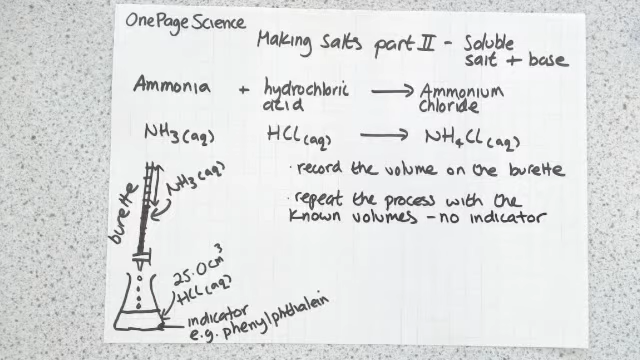 OnePageScience
Making Salts part II - Soluble
salt + base
Ammonia + hydrochloric → Ammonium
acid chloride
NH3(aq) HCl(aq) → NH4Cl(aq)
· record the volume on the burette
· repeat the process with the
known volumes - no indicator
NH3(aq)
burette
25.0cm³
HCl(aq)
indicator
e.g. phenylphthalein